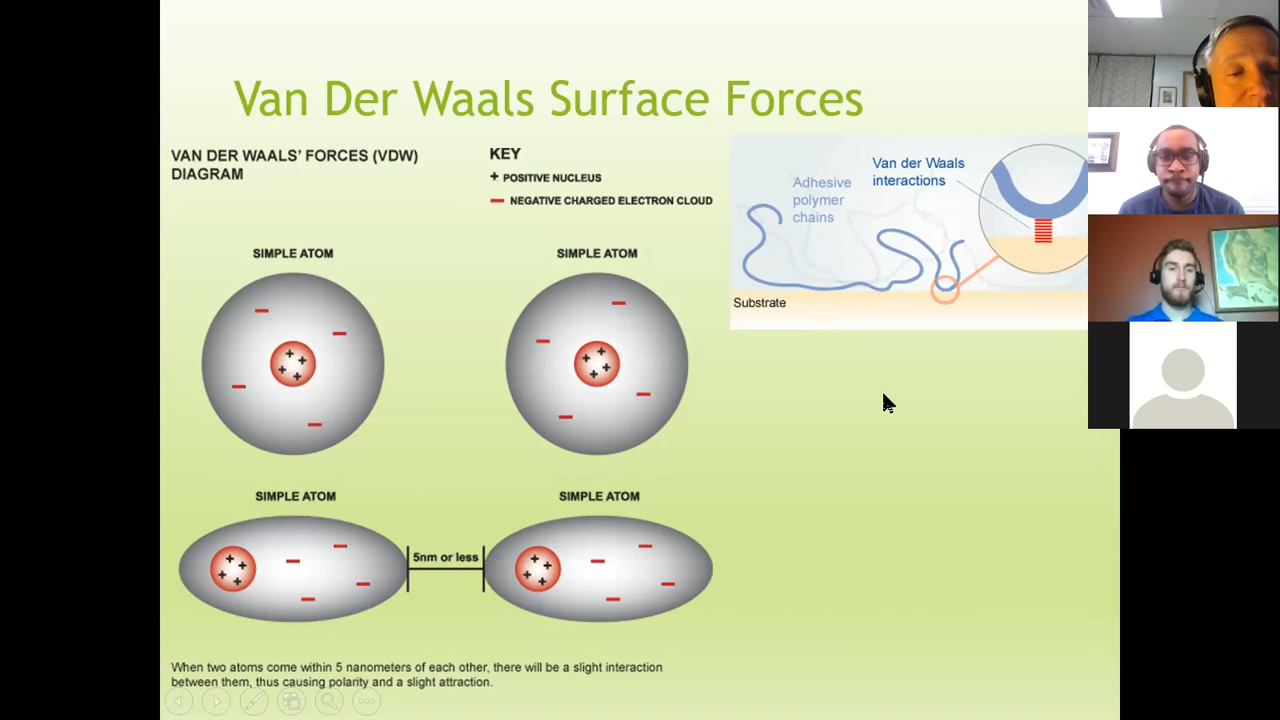 Van Der Waals Surface Forces
VAN DER WAALS' FORCES (VDW)
DIAGRAM
KEY
+ POSITIVE NUCLEUS
− NEGATIVE CHARGED ELECTRON CLOUD
SIMPLE ATOM
SIMPLE ATOM
SIMPLE ATOM
SIMPLE ATOM
5nm or less
When two atoms come within 5 nanometers of each other, there will be a slight interaction
between them, thus causing polarity and a slight attraction.
Van der Waals
interactions
Adhesive
polymer
chains
Substrate